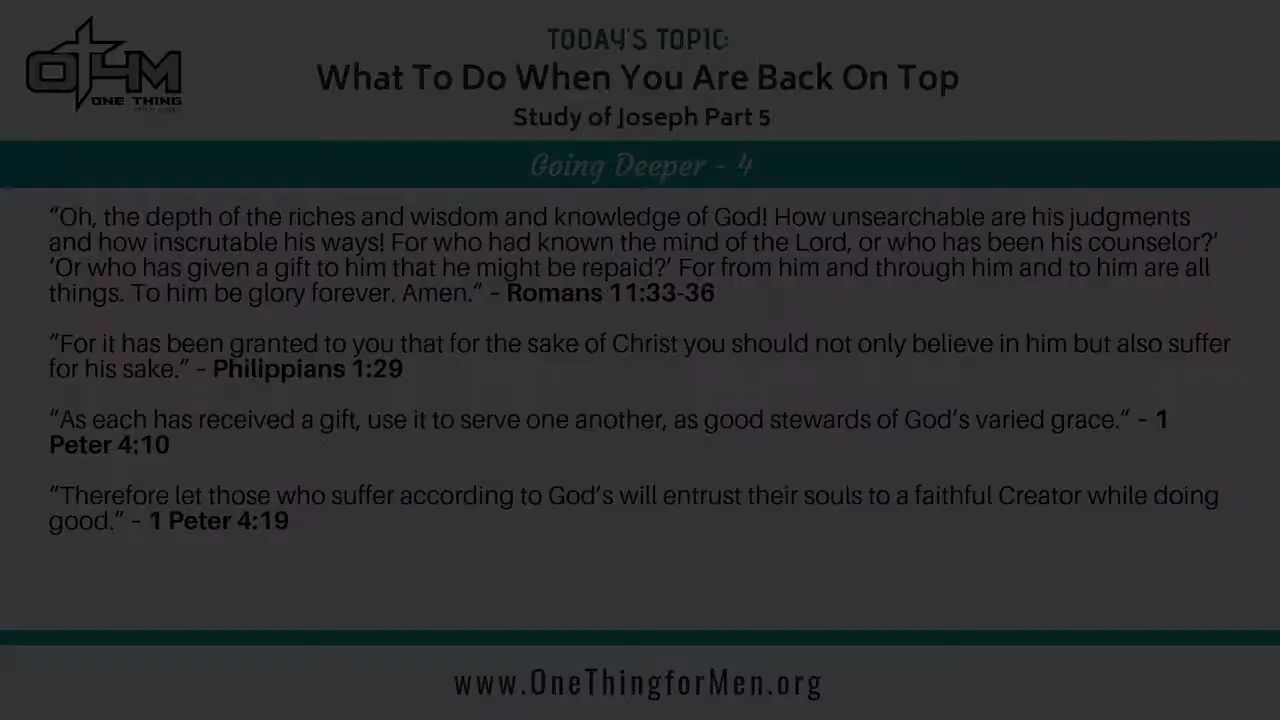 OT4M
ONE THING
TODAY'S TOPIC:
What To Do When You Are Back On Top
Study of Joseph Part 5
Going Deeper - 4
“Oh, the depth of the riches and wisdom and knowledge of God! How unsearchable are his judgments
and how inscrutable his ways! For who had known the mind of the Lord, or who has been his counselor?’
‘Or who has given a gift to him that he might be repaid?’ For from him and through him and to him are all
things. To him be glory forever. Amen.” – Romans 11:33-36
“For it has been granted to you that for the sake of Christ you should not only believe in him but also suffer
for his sake.” – Philippians 1:29
“As each has received a gift, use it to serve one another, as good stewards of God’s varied grace.” – 1
Peter 4:10
“Therefore let those who suffer according to God’s will entrust their souls to a faithful Creator while doing
good.” – 1 Peter 4:19
www.OneThingforMen.org